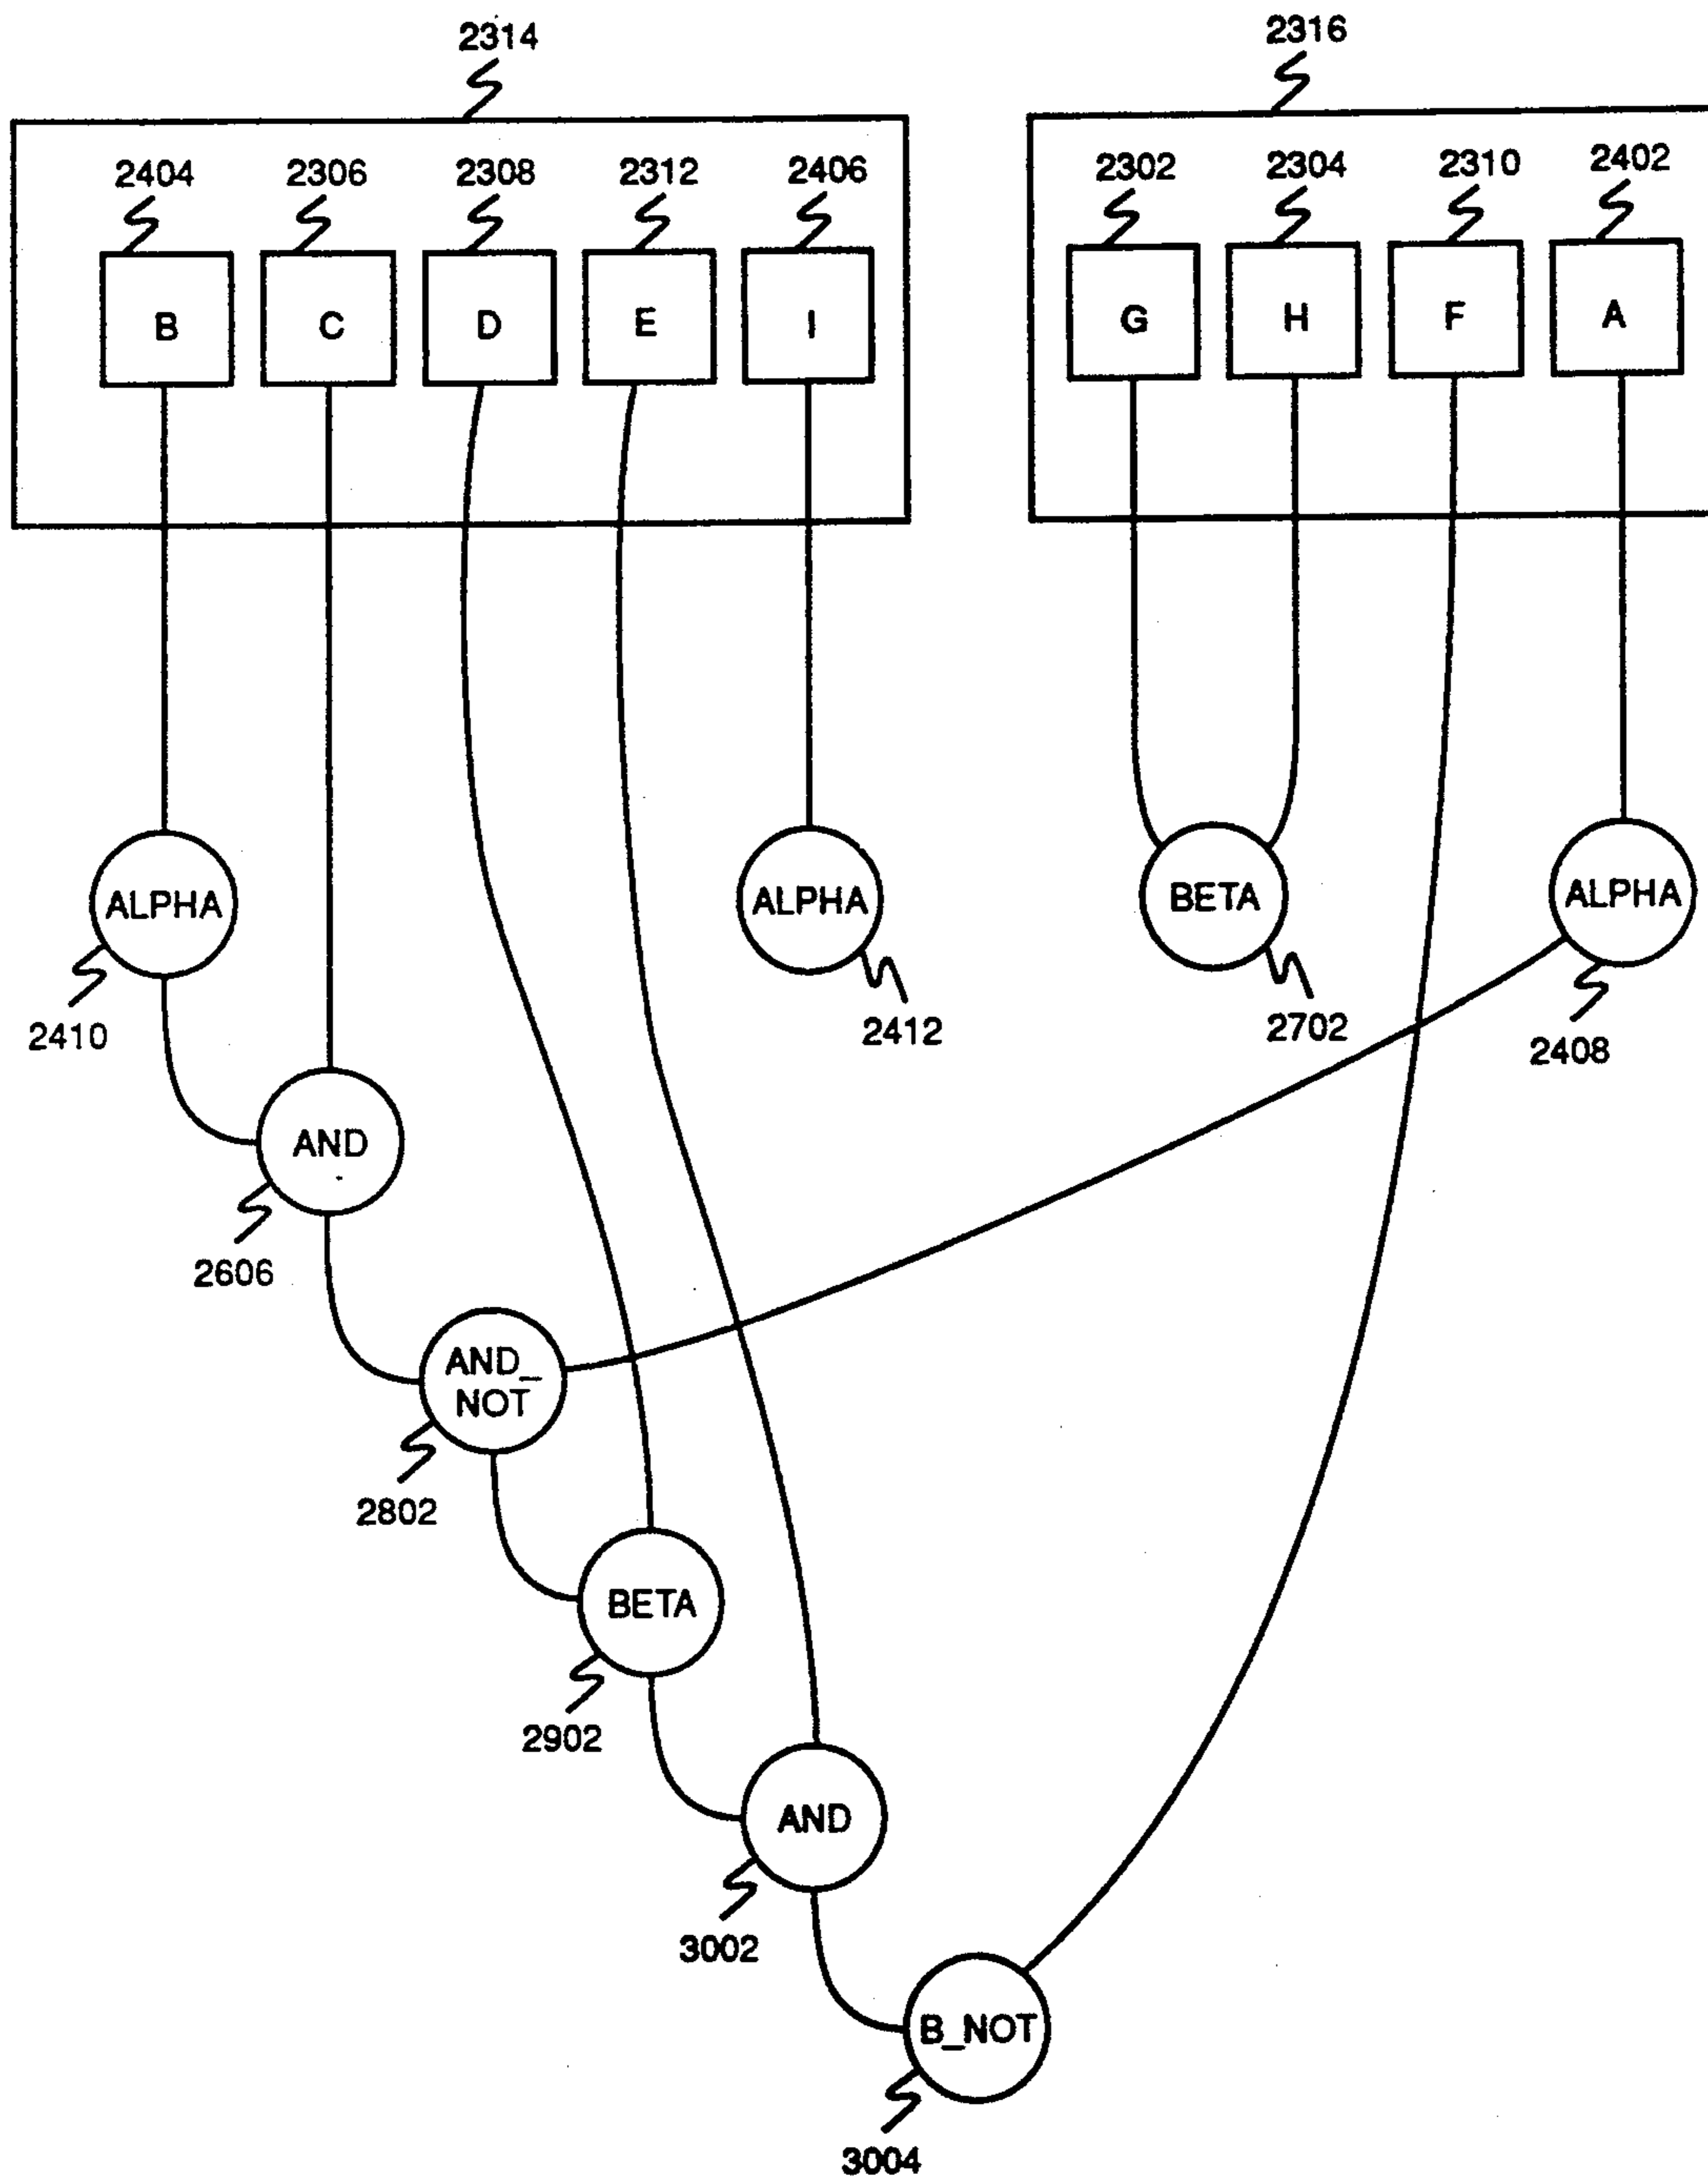 2314
2316
2404
2306
2308
2312
2406
2302
2304
2310
2402
B
C
D
E
I
G
H
F
A
ALPHA
ALPHA
BETA
ALPHA
2410
2412
2702
2408
AND
2606
AND_
NOT
2802
BETA
2902
AND
3002
B_NOT
3004